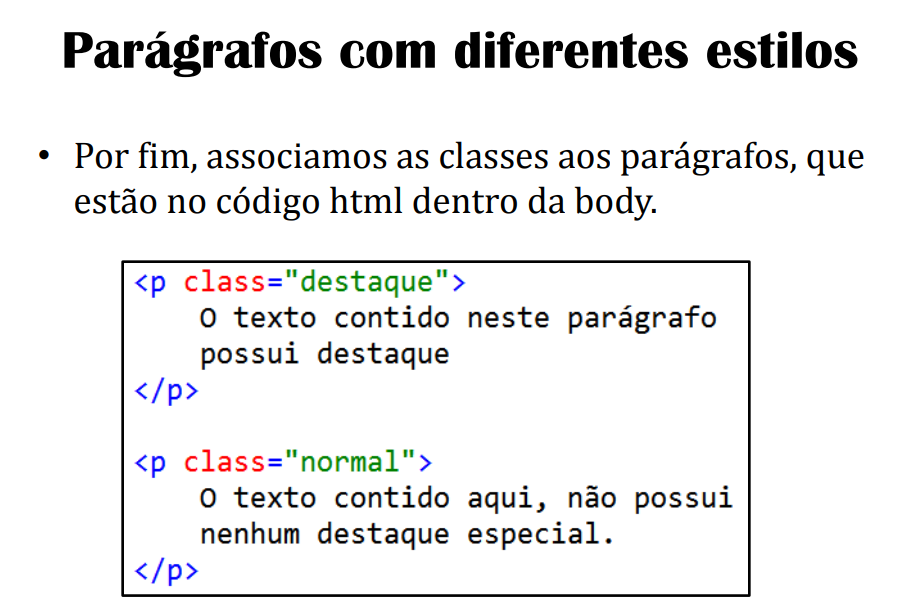 Parágrafos com diferentes estilos
• Por fim, associamos as classes aos parágrafos, que
estão no código html dentro da body.
<p class="destaque">
O texto contido neste parágrafo
possui destaque
</p>
<p class="normal">
O texto contido aqui, não possui
nenhum destaque especial.
</p>